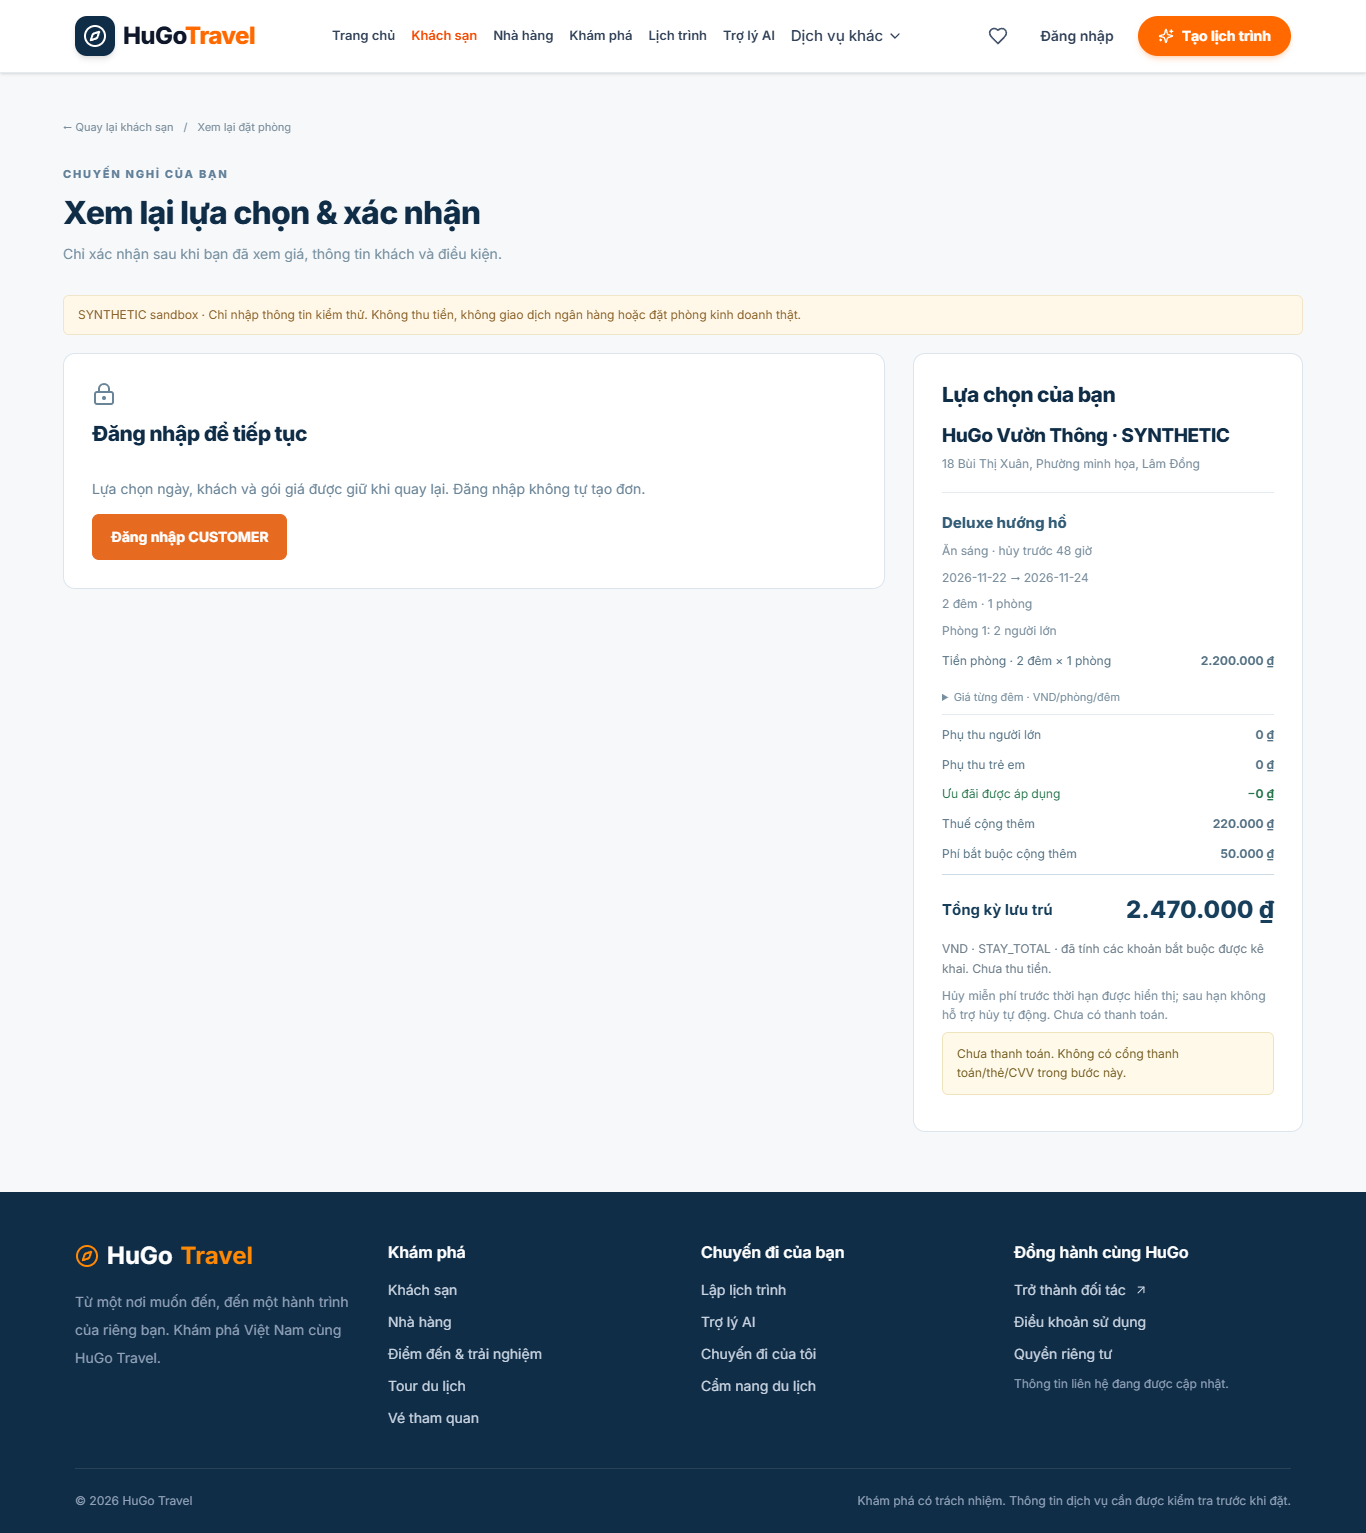 HuGoTravel
Trang chủ
Khách sạn
Nhà hàng
Khám phá
Lịch trình
Trợ lý AI
Dịch vụ khác
Đăng nhập
Tạo lịch trình
← Quay lại khách sạn / Xem lại đặt phòng
CHUYẾN NGHỈ CỦA BẠN
Xem lại lựa chọn & xác nhận
Chỉ xác nhận sau khi bạn đã xem giá, thông tin khách và điều kiện.
SYNTHETIC sandbox · Chỉ nhập thông tin kiểm thử. Không thu tiền, không giao dịch ngân hàng hoặc đặt phòng kinh doanh thật.
Đăng nhập để tiếp tục
Lựa chọn ngày, khách và gói giá được giữ khi quay lại. Đăng nhập không tự tạo đơn.
Đăng nhập CUSTOMER
Lựa chọn của bạn
HuGo Vườn Thông · SYNTHETIC
18 Bùi Thị Xuân, Phường minh họa, Lâm Đồng
Deluxe hướng hồ
Ăn sáng · hủy trước 48 giờ
2026-11-22 → 2026-11-24
2 đêm · 1 phòng
Phòng 1: 2 người lớn
Tiền phòng · 2 đêm × 1 phòng 2.200.000 ₫
▶ Giá từng đêm · VND/phòng/đêm
Phụ thu người lớn 0 ₫
Phụ thu trẻ em 0 ₫
Ưu đãi được áp dụng −0 ₫
Thuế cộng thêm 220.000 ₫
Phí bắt buộc cộng thêm 50.000 ₫
Tổng kỳ lưu trú 2.470.000 ₫
VND · STAY_TOTAL · đã tính các khoản bắt buộc được kê
khai. Chưa thu tiền.
Hủy miễn phí trước thời hạn được hiển thị; sau hạn không
hỗ trợ hủy tự động. Chưa có thanh toán.
Chưa thanh toán. Không có cổng thanh
toán/thẻ/CVV trong bước này.
HuGo Travel
Từ một nơi muốn đến, đến một hành trình
của riêng bạn. Khám phá Việt Nam cùng
HuGo Travel.
Khám phá
Khách sạn
Nhà hàng
Điểm đến & trải nghiệm
Tour du lịch
Vé tham quan
Chuyến đi của bạn
Lập lịch trình
Trợ lý AI
Chuyến đi của tôi
Cẩm nang du lịch
Đồng hành cùng HuGo
Trở thành đối tác
Điều khoản sử dụng
Quyền riêng tư
Thông tin liên hệ đang được cập nhật.
© 2026 HuGo Travel
Khám phá có trách nhiệm. Thông tin dịch vụ cần được kiểm tra trước khi đặt.